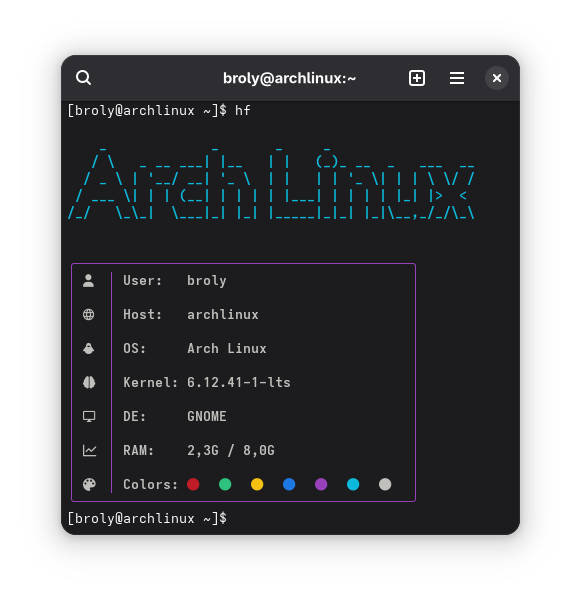 broly@archlinux:~
[broly@archlinux ~]$ hf
Arch Linux
User: broly
Host: archlinux
OS: Arch Linux
Kernel: 6.12.41-1-lts
DE: GNOME
RAM: 2,3G / 8,0G
Colors:
[broly@archlinux ~]$